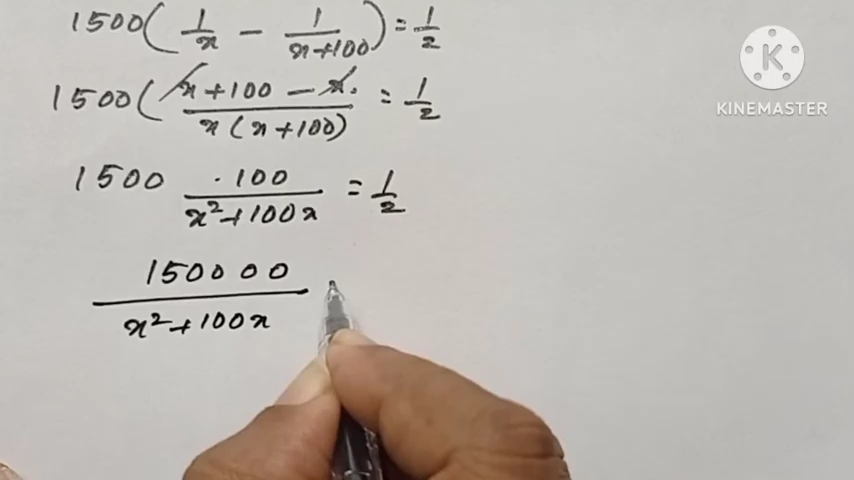 1500(1/x - 1/(x+100)) = 1/2
1500((x+100-x)/(x(x+100))) = 1/2
K
KINEMASTER
1500 · 100/(x²+100x) = 1/2
150000/(x²+100x)